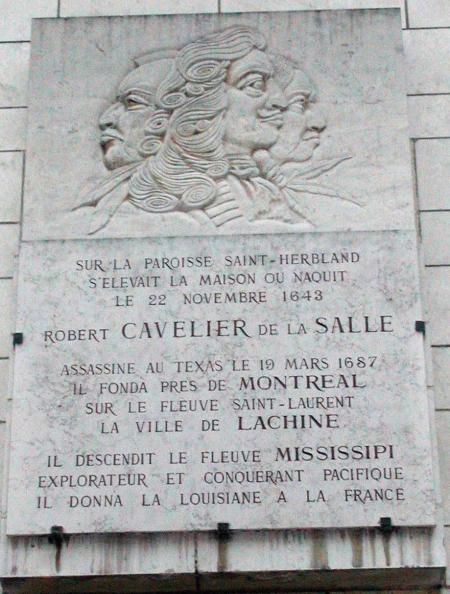 SUR LA PAROISSE SAINT-HERBLAND
S'ELEVAIT LA MAISON OU NAQUIT
LE 22 NOVEMBRE 1643
ROBERT CAVELIER DE LA SALLE
ASSASSINE AU TEXAS LE 19 MARS 1687
IL FONDA PRES DE MONTREAL
SUR LE FLEUVE SAINT-LAURENT
LA VILLE DE LACHINE
IL DESCENDIT LE FLEUVE MISSISSIPI
EXPLORATEUR ET CONQUERANT PACIFIQUE
IL DONNA LA LOUISIANE A LA FRANCE